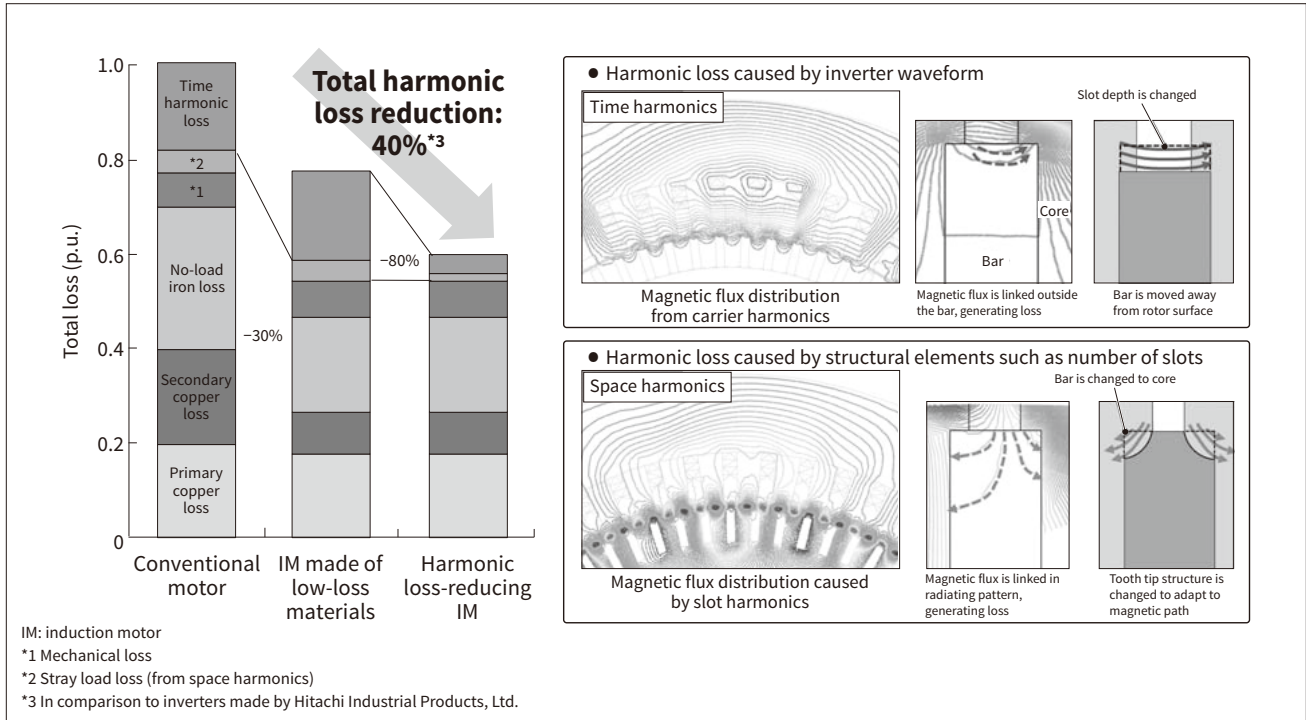 1.0
0.8
0.6
0.4
0.2
0
Total loss (p.u.)
Time
harmonic
loss
*2
*1
No-load
iron loss
Secondary
copper
loss
Primary
copper
loss
−30%
−80%
Total harmonic
loss reduction:
40%*3
Conventional
motor
IM made of
low-loss
materials
Harmonic
loss-reducing
IM
IM: induction motor
*1 Mechanical loss
*2 Stray load loss (from space harmonics)
*3 In comparison to inverters made by Hitachi Industrial Products, Ltd.
● Harmonic loss caused by inverter waveform
Time harmonics
Magnetic flux distribution
from carrier harmonics
Core
Bar
Magnetic flux is linked outside
the bar, generating loss
Slot depth is changed
Bar is moved away
from rotor surface
● Harmonic loss caused by structural elements such as number of slots
Space harmonics
Magnetic flux distribution caused
by slot harmonics
Magnetic flux is linked in
radiating pattern,
generating loss
Bar is changed to core
Tooth tip structure is
changed to adapt to
magnetic path